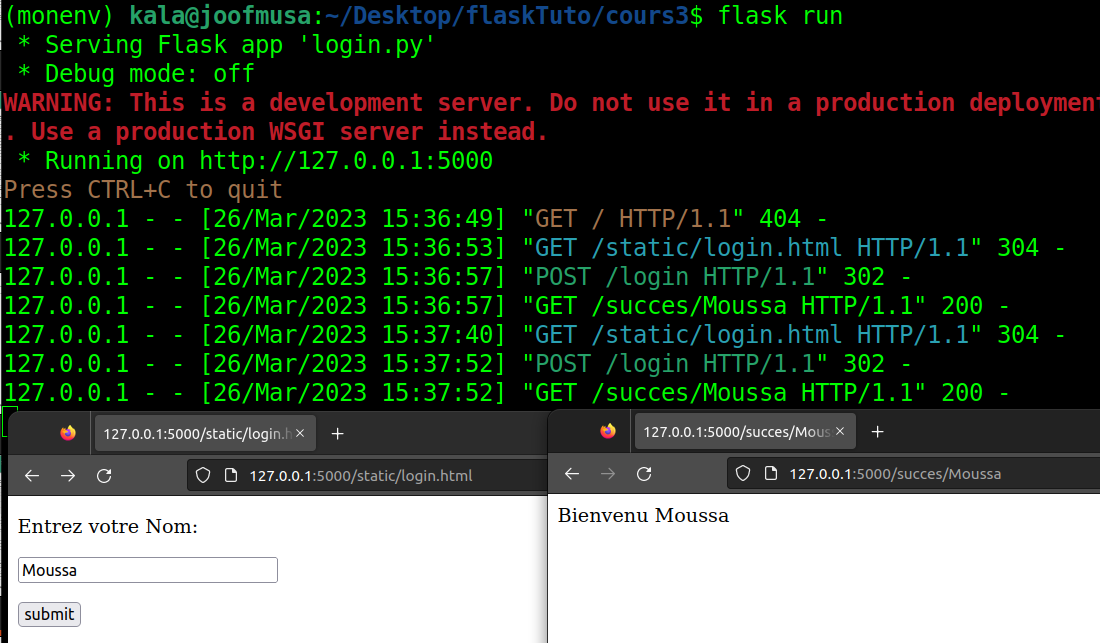 (monenv) kala@joofmusa:~/Desktop/flaskTuto/cours3$ flask run
 * Serving Flask app 'login.py'
 * Debug mode: off
WARNING: This is a development server. Do not use it in a production deployment
. Use a production WSGI server instead.
 * Running on http://127.0.0.1:5000
Press CTRL+C to quit
127.0.0.1 - - [26/Mar/2023 15:36:49] "GET / HTTP/1.1" 404 -
127.0.0.1 - - [26/Mar/2023 15:36:53] "GET /static/login.html HTTP/1.1" 304 -
127.0.0.1 - - [26/Mar/2023 15:36:57] "POST /login HTTP/1.1" 302 -
127.0.0.1 - - [26/Mar/2023 15:36:57] "GET /succes/Moussa HTTP/1.1" 200 -
127.0.0.1 - - [26/Mar/2023 15:37:40] "GET /static/login.html HTTP/1.1" 304 -
127.0.0.1 - - [26/Mar/2023 15:37:52] "POST /login HTTP/1.1" 302 -
127.0.0.1 - - [26/Mar/2023 15:37:52] "GET /succes/Moussa HTTP/1.1" 200 -
127.0.0.1:5000/static/login.h
127.0.0.1:5000/static/login.html
Entrez votre Nom:
Moussa
submit
127.0.0.1:5000/succes/Mous
127.0.0.1:5000/succes/Moussa
Bienvenu Moussa